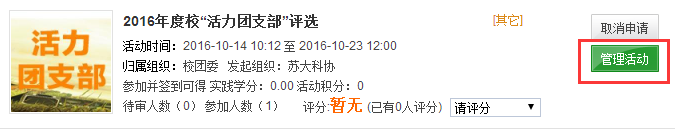 活力
团支部
2016年度校“活力团支部”评选
[其它]
活动时间：2016-10-14 10:12 至 2016-10-23 12:00
归属组织：校团委 发起组织：苏大科协
参加并签到可得 实践学分：0.00 活动积分：0
待审人数（0） 参加人数（1） 评分:暂无 (已有0人评分) 请评分
取消申请
管理活动